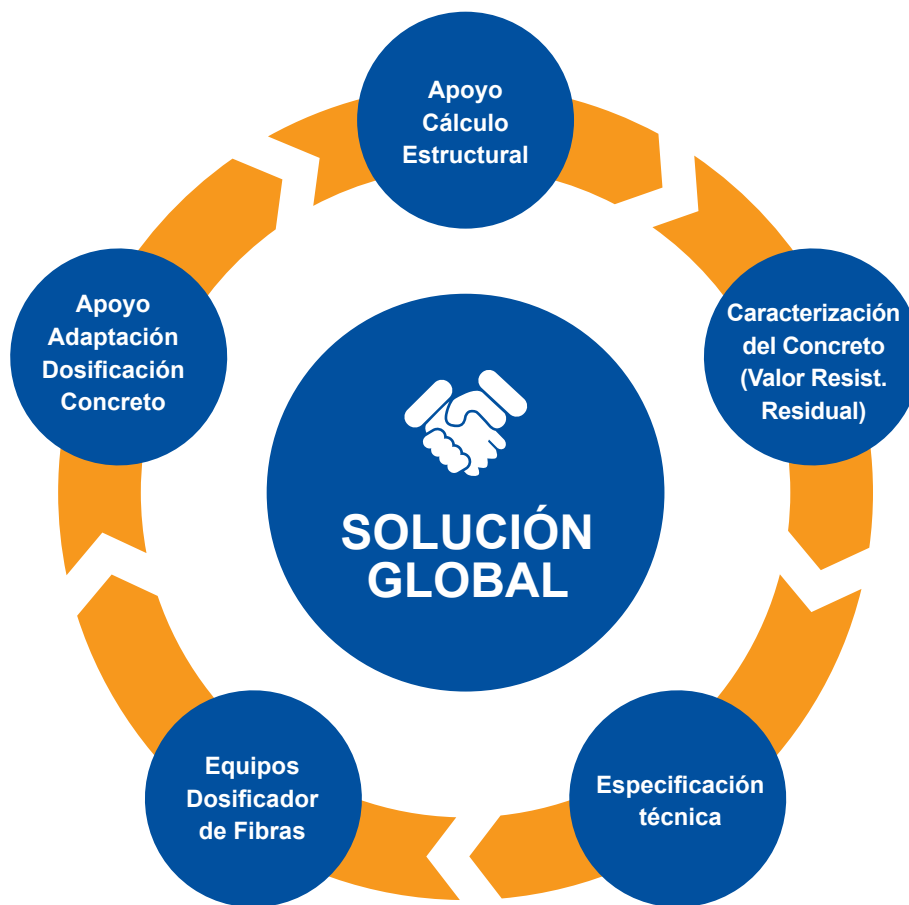 Apoyo
Cálculo
Estructural
Caracterización
del Concreto
(Valor Resist.
Residual)
Especificación
técnica
Equipos
Dosificador
de Fibras
Apoyo
Adaptación
Dosificación
Concreto
SOLUCIÓN
GLOBAL